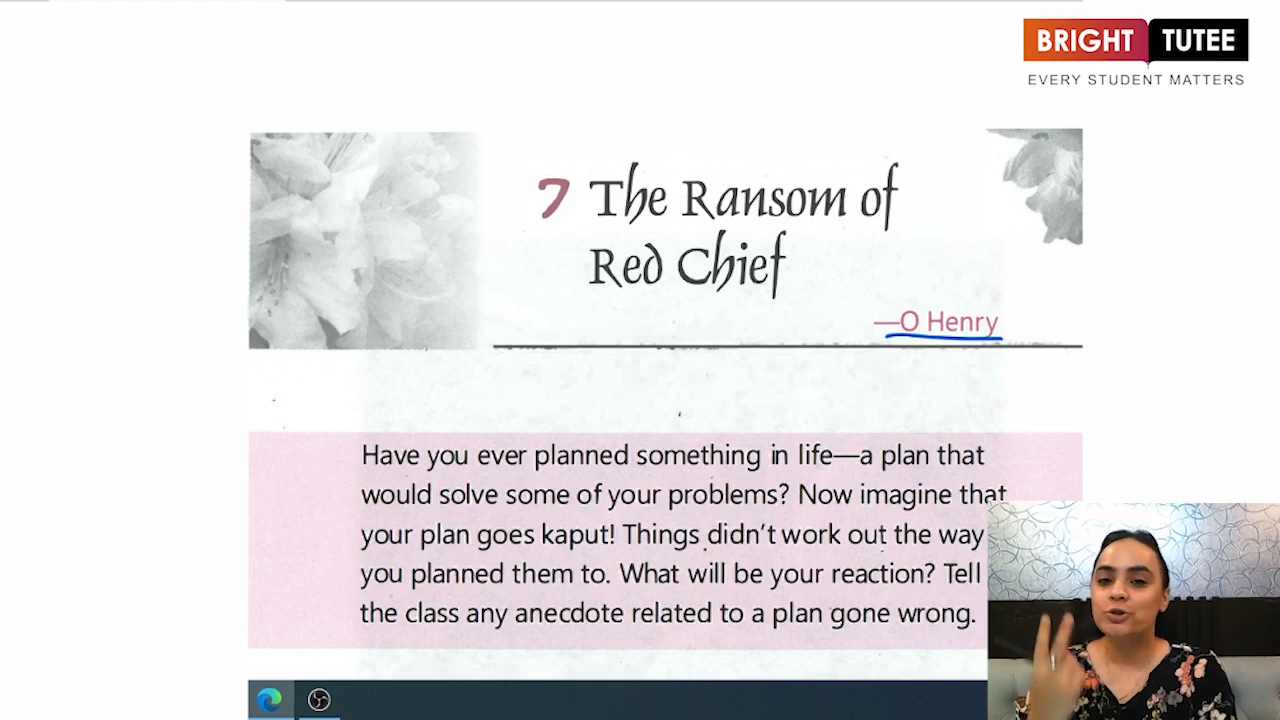 BRIGHT TUTEE
EVERY STUDENT MATTERS
7 The Ransom of
Red Chief
—O Henry
Have you ever planned something in life—a plan that
would solve some of your problems? Now imagine that
your plan goes kaput! Things didn't work out the way
you planned them to. What will be your reaction? Tell
the class any anecdote related to a plan gone wrong.